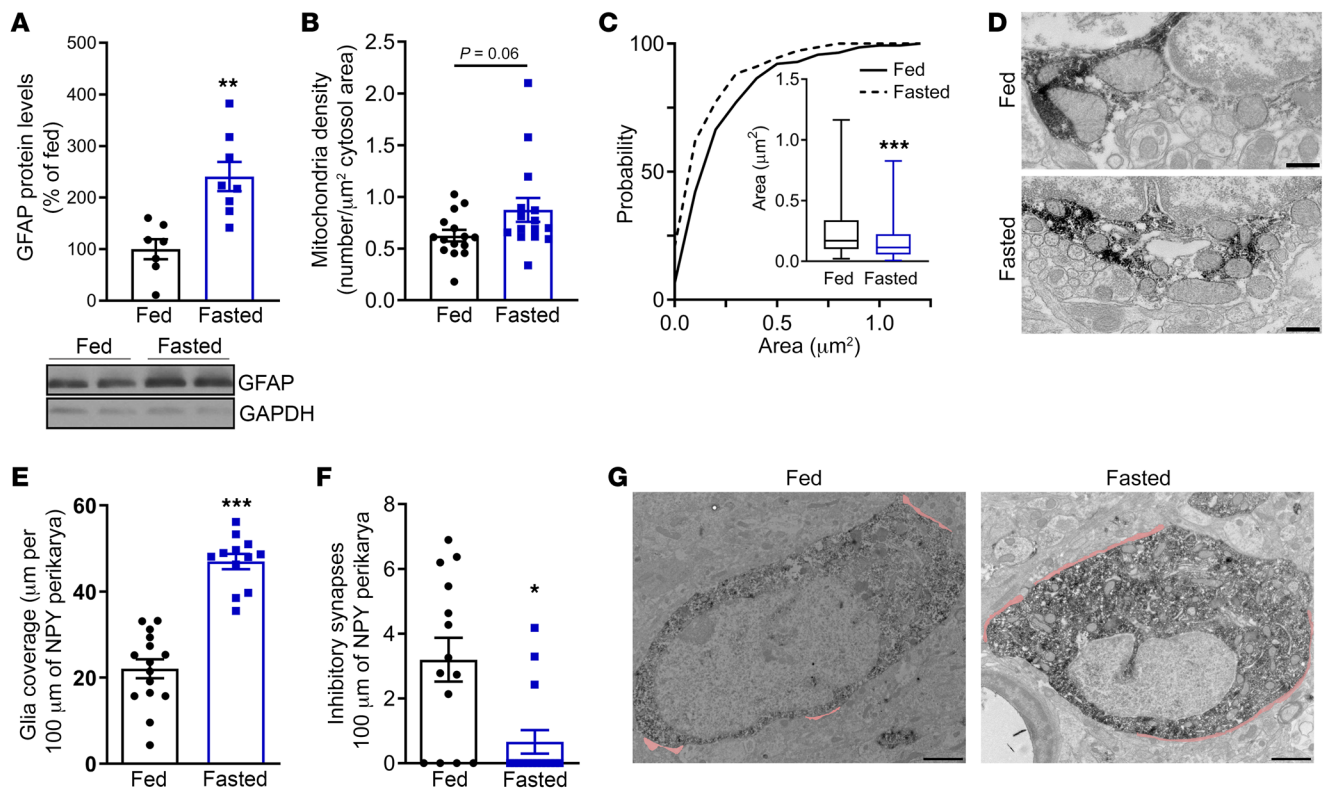 A
GFAP protein levels
(% of fed)
500
400
300
200
100
0
**
Fed
Fasted
Fed
Fasted
GFAP
GAPDH
B
Mitochondria density
(number/μm² cytosol area)
2.5
2.0
1.5
1.0
0.5
0.0
P = 0.06
Fed
Fasted
C
Probability
100
50
0
0.0
0.5
1.0
Area (μm²)
Fed
Fasted
Area (μm²)
1.5
1.0
0.5
0.0
***
Fed
Fasted
D
Fed
Fasted
E
Glia coverage (μm per
100 μm of NPY perikarya)
60
40
20
0
***
Fed
Fasted
F
Inhibitory synapses
100 μm of NPY perikarya
8
6
4
2
0
*
Fed
Fasted
G
Fed
Fasted